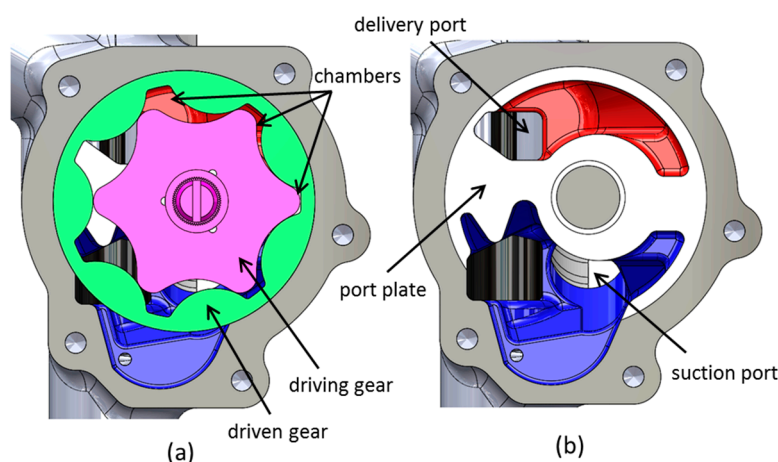 delivery port
chambers
port plate
suction port
driving gear
driven gear
(a)
(b)